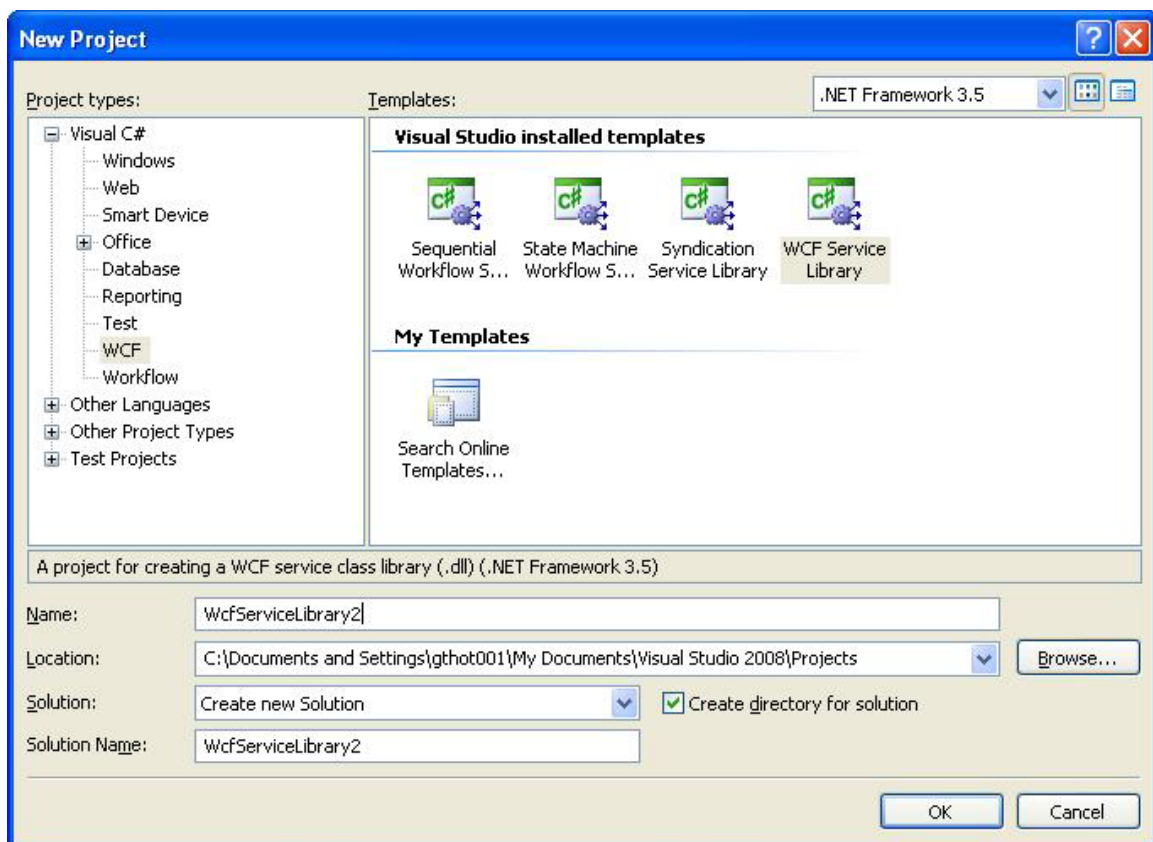 New Project
Project types:
Templates:
.NET Framework 3.5
Visual C#
Windows
Web
Smart Device
Office
Database
Reporting
Test
WCF
Workflow
Other Languages
Other Project Types
Test Projects
Visual Studio installed templates
Sequential
Workflow S...
State Machine
Workflow S...
Syndication
Service Library
WCF Service
Library
My Templates
Search Online
Templates...
A project for creating a WCF service class library (.dll) (.NET Framework 3.5)
Name:
WcfServiceLibrary2
Location:
C:\Documents and Settings\gthot001\My Documents\Visual Studio 2008\Projects
Browse...
Solution:
Create new Solution
Create directory for solution
Solution Name:
WcfServiceLibrary2
OK
Cancel